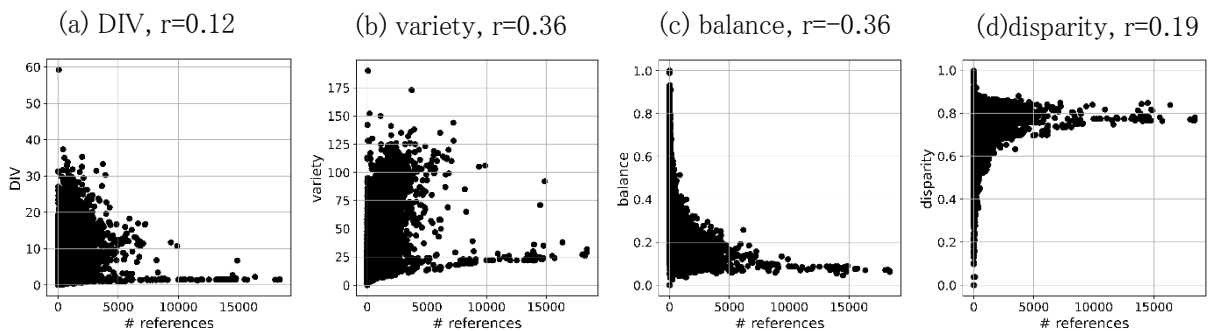 (a) DIV, r=0.12
(b) variety, r=0.36
(c) balance, r=−0.36
(d)disparity, r=0.19
DIV
60
50
40
30
20
10
0
0 5000 10000 15000
# references
variety
175
150
125
100
75
50
25
0
0 5000 10000 15000
# references
balance
1.0
0.8
0.6
0.4
0.2
0.0
0 5000 10000 15000
# references
disparity
1.0
0.8
0.6
0.4
0.2
0.0
0 5000 10000 15000
# references